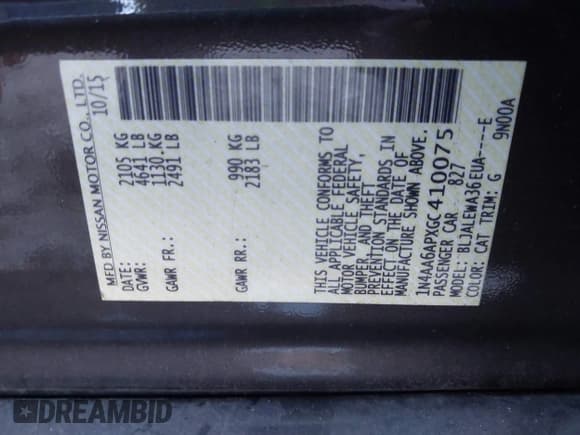 MFD BY NISSAN MOTOR CO., LTD.
DATE: 10/15
GVWR: 2105 KG
4641 LB
GAWR FR.: 1130 KG
2491 LB
GAWR RR.: 990 KG
2183 LB
THIS VEHICLE CONFORMS TO
ALL APPLICABLE FEDERAL
MOTOR VEHICLE SAFETY,
BUMPER, AND THEFT
PREVENTION STANDARDS IN
EFFECT ON THE DATE OF
MANUFACTURE SHOWN ABOVE.
1N4AA6APXGC410075
PASSENGER CAR 827
MODEL: BLJALEWA36EUA----E
COLOR: CAT TRIM: G 9N00A
DREAMBID